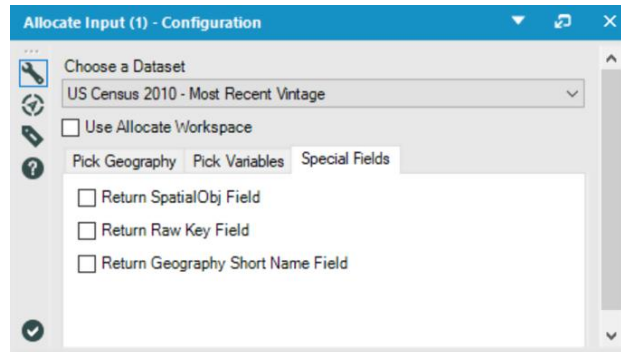 Allocate Input (1) - Configuration
Choose a Dataset
US Census 2010 - Most Recent Vintage
Use Allocate Workspace
Pick Geography Pick Variables Special Fields
Return SpatialObj Field
Return Raw Key Field
Return Geography Short Name Field